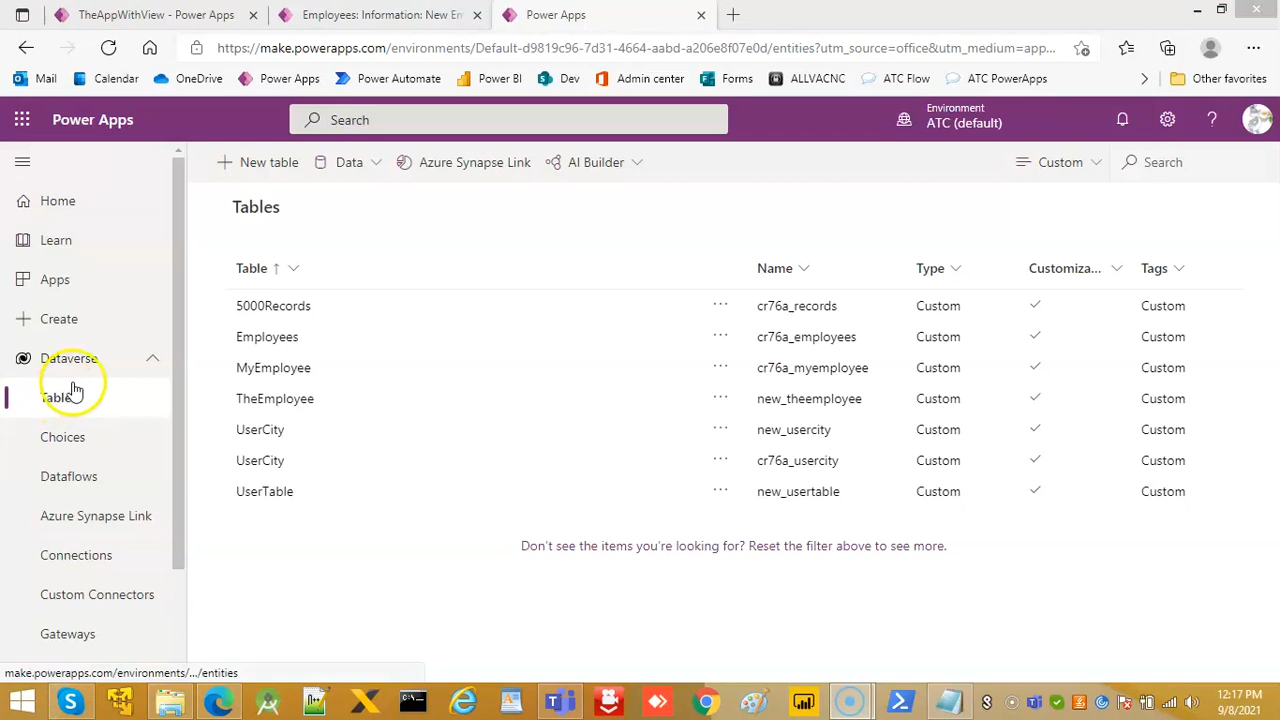 TheAppWithView - Power Apps
Employees: Information: New En
Power Apps
https://make.powerapps.com/environments/Default-d9819c96-7d31-4664-aabd-a206e8f07e0d/entities?utm_source=office&utm_medium=app...
Mail
Calendar
OneDrive
Power Apps
Power Automate
Power BI
Dev
Admin center
Forms
ALLVACNC
ATC Flow
ATC PowerApps
Other favorites
Power Apps
Search
Environment
ATC (default)
Home
Learn
Apps
Create
Dataverse
Tables
Choices
Dataflows
Azure Synapse Link
Connections
Custom Connectors
Gateways
New table
Data
Azure Synapse Link
AI Builder
Custom
Search
Tables
Table Name Type Customiza... Tags
5000Records ... cr76a_records Custom Custom
Employees ... cr76a_employees Custom Custom
MyEmployee ... cr76a_myemployee Custom Custom
TheEmployee ... new_theemployee Custom Custom
UserCity ... new_usercity Custom Custom
UserCity ... cr76a_usercity Custom Custom
UserTable ... new_usertable Custom Custom
Don't see the items you're looking for? Reset the filter above to see more.
make.powerapps.com/environments/.../entities
12:17 PM
9/8/2021